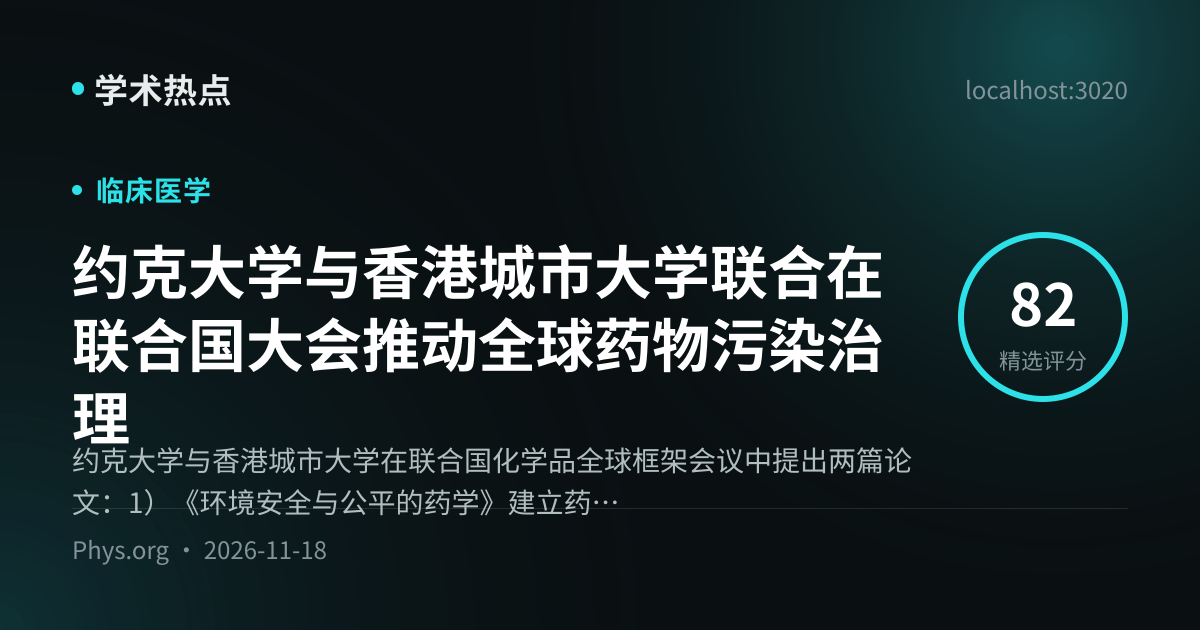 学术热点
localhost:3020
临床医学
约克大学与香港城市大学联合在
联合国大会推动全球药物污染治
理
82
精选评分
约克大学与香港城市大学在联合国化学品全球框架会议中提出两篇论
文：1）《环境安全与公平的药学》建立药…
Phys.org · 2026-11-18